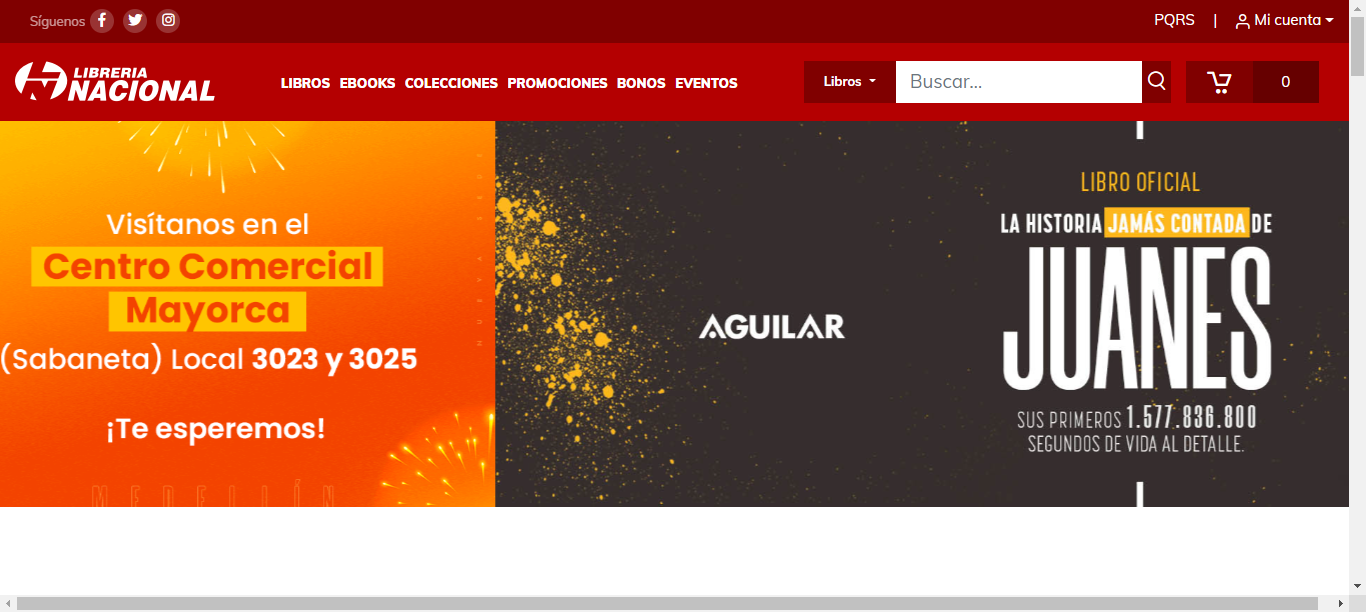 Síguenos
PQRS | Mi cuenta
LIBRERIA
NACIONAL
LIBROS EBOOKS COLECCIONES PROMOCIONES BONOS EVENTOS
Libros
Buscar...
0
Visítanos en el
Centro Comercial
Mayorca
(Sabaneta) Local 3023 y 3025
¡Te esperemos!
MEDELLÍN
AGUILAR
LIBRO OFICIAL
LA HISTORIA JAMÁS CONTADA DE
JUANES
SUS PRIMEROS 1.577.836.800
SEGUNDOS DE VIDA AL DETALLE.